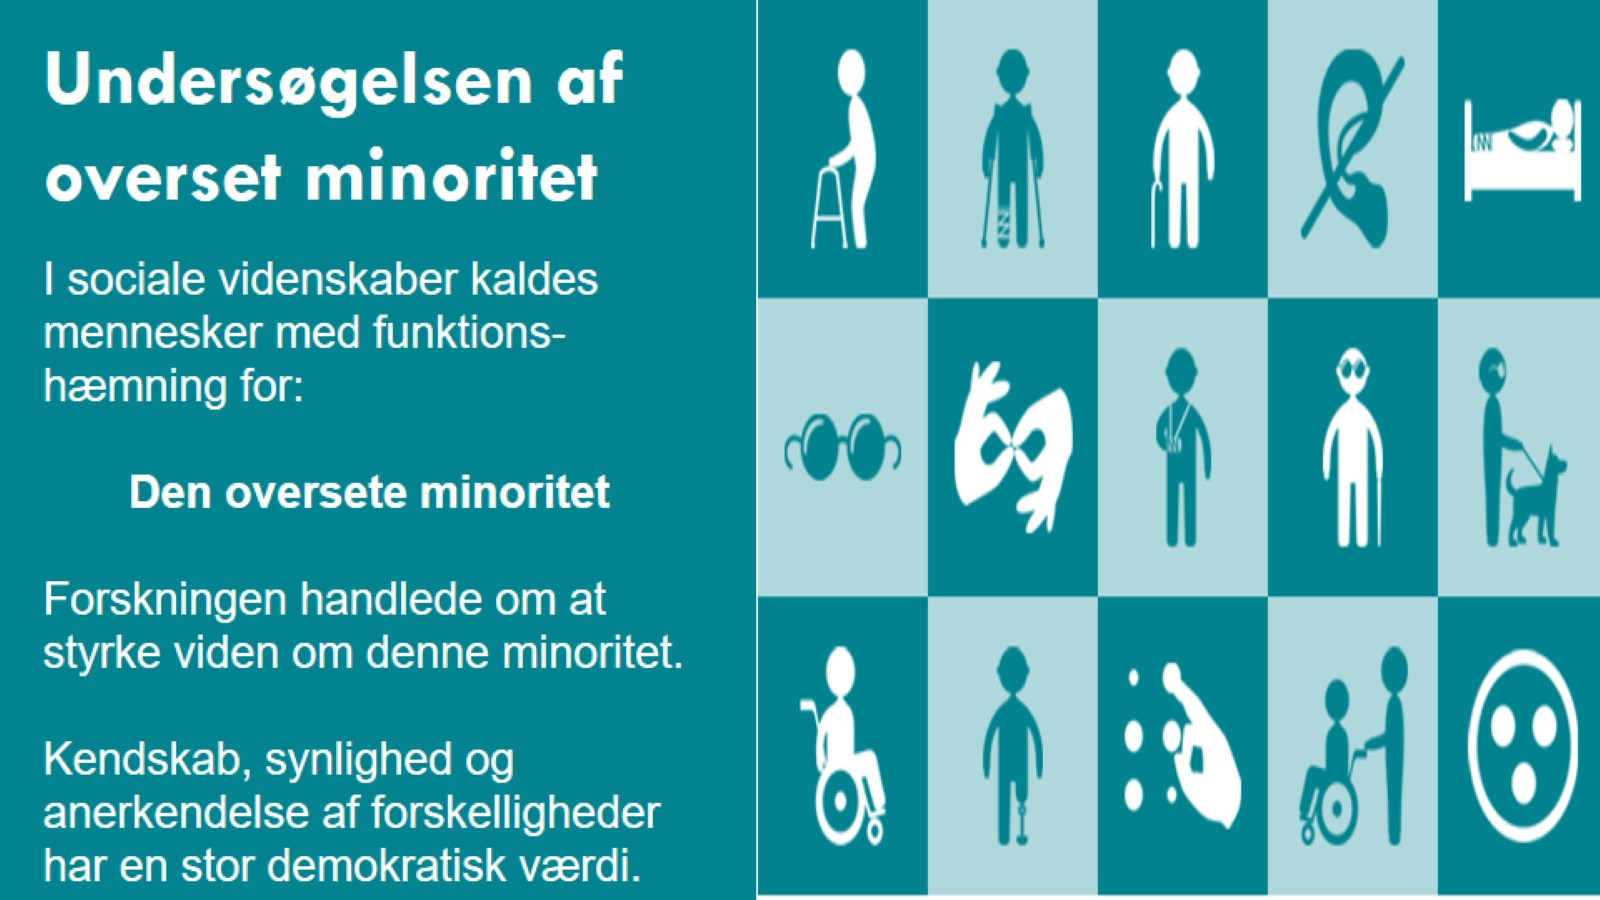 Undersøgelsen af
overset minoritet
I sociale videnskaber kaldes
mennesker med funktions-
hæmning for:
Den oversete minoritet
Forskningen handlede om at
styrke viden om denne minoritet.
Kendskab, synlighed og
anerkendelse af forskelligheder
har en stor demokratisk værdi.